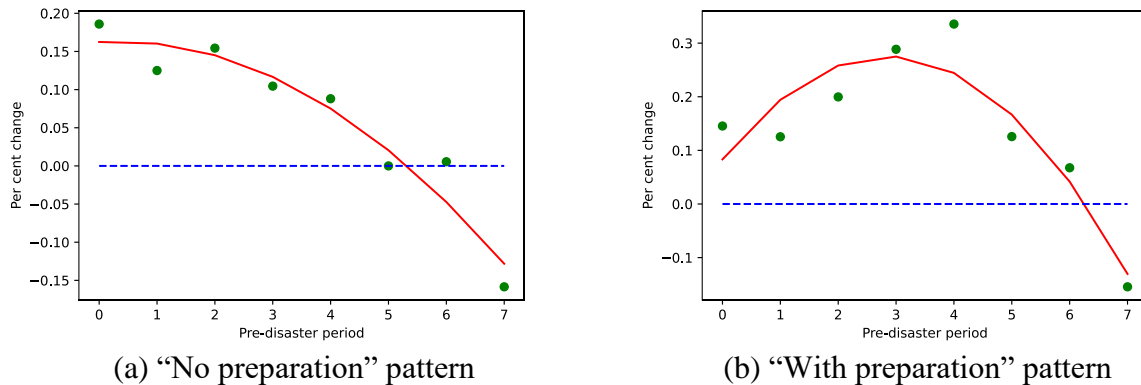 0.20
0.15
0.10
0.05
0.00
−0.05
−0.10
−0.15
Per cent change
0 1 2 3 4 5 6 7
Pre-disaster period
(a) “No preparation” pattern
0.3
0.2
0.1
0.0
−0.1
Per cent change
0 1 2 3 4 5 6 7
Pre-disaster period
(b) “With preparation” pattern